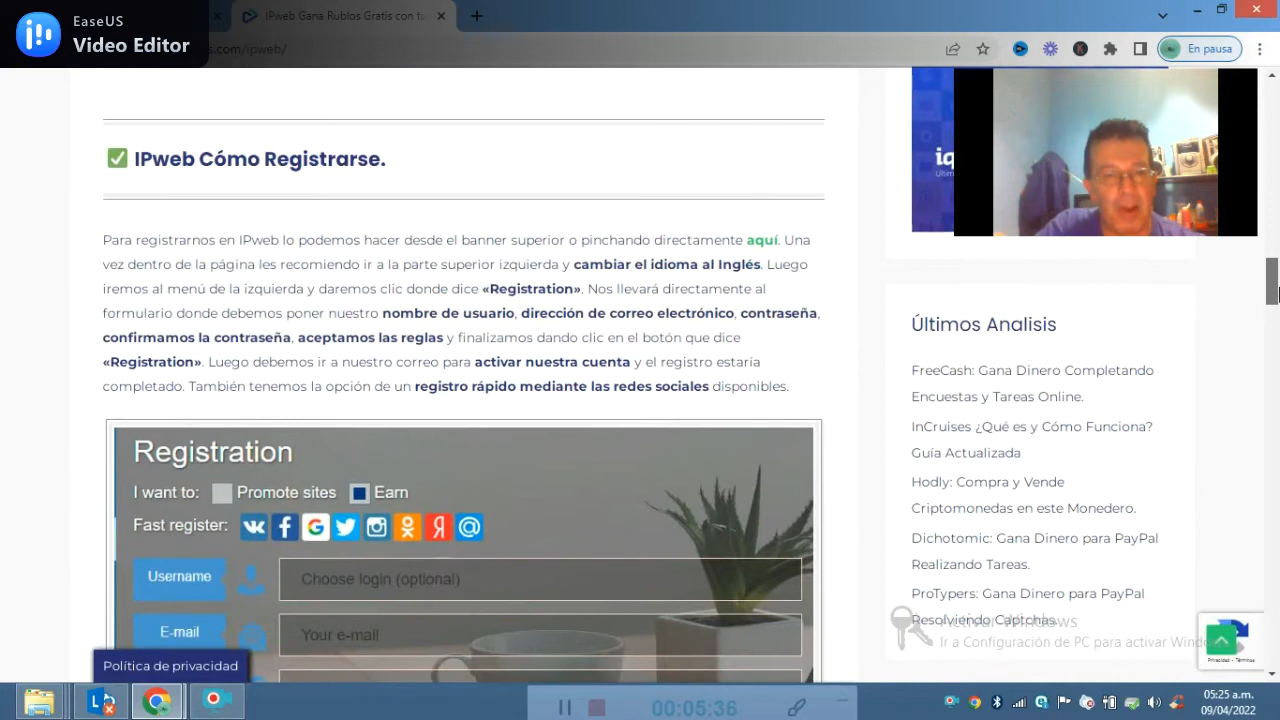 EaseUS
Video Editor
IPweb Gana Rublos Gratis con tu
.com/ipweb/
En pausa
IPweb Cómo Registrarse.
Para registrarnos en IPweb lo podemos hacer desde el banner superior o pinchando directamente aquí. Una
vez dentro de la página les recomiendo ir a la parte superior izquierda y cambiar el idioma al Inglés. Luego
iremos al menú de la izquierda y daremos clic donde dice «Registration». Nos llevará directamente al
formulario donde debemos poner nuestro nombre de usuario, dirección de correo electrónico, contraseña,
confirmamos la contraseña, aceptamos las reglas y finalizamos dando clic en el botón que dice
«Registration». Luego debemos ir a nuestro correo para activar nuestra cuenta y el registro estaría
completado. También tenemos la opción de un registro rápido mediante las redes sociales disponibles.
Registration
I want to: Promote sites Earn
Fast register:
Username
Choose login (optional)
E-mail
Your e-mail
Política de privacidad
Últimos Analisis
FreeCash: Gana Dinero Completando
Encuestas y Tareas Online.
InCruises ¿Qué es y Cómo Funciona?
Guía Actualizada
Hodly: Compra y Vende
Criptomonedas en este Monedero.
Dichotomic: Gana Dinero para PayPal
Realizando Tareas.
ProTypers: Gana Dinero para PayPal
Resolviendo Captchas.
Activar Windows
Ir a Configuración de PC para activar Windows
Privacidad - Términos
00:05:36
05:25 a.m.
09/04/2022